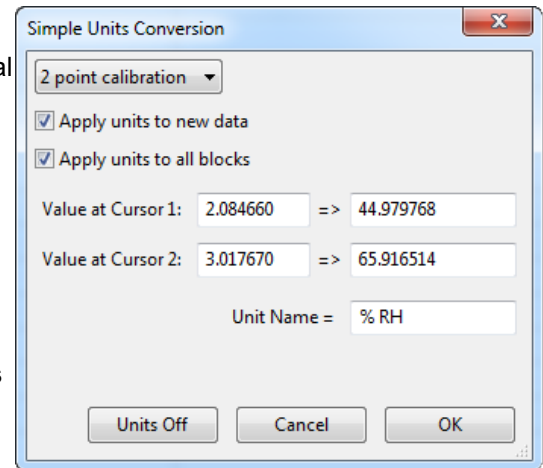 Simple Units Conversion
al
2 point calibration
Apply units to new data
Apply units to all blocks
Value at Cursor 1: 2.084660 => 44.979768
Value at Cursor 2: 3.017670 => 65.916514
Unit Name = % RH
s
Units Off Cancel OK